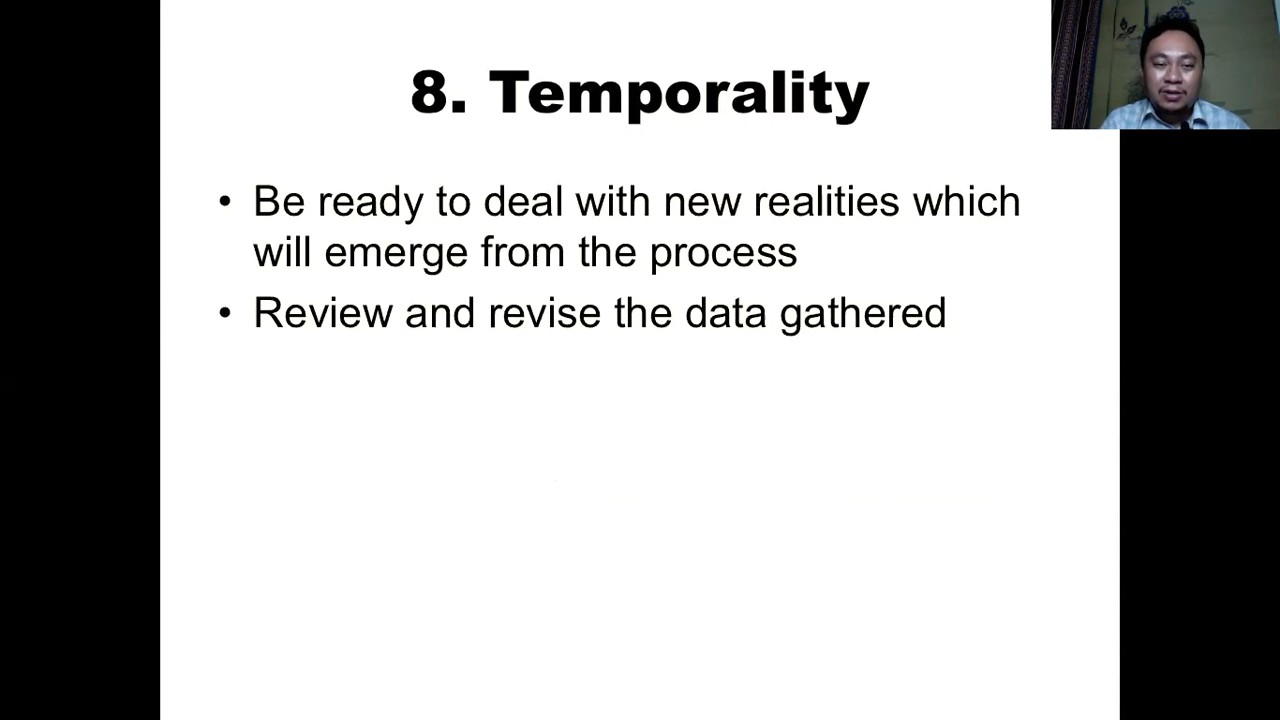 8. Temporality
• Be ready to deal with new realities which
will emerge from the process
• Review and revise the data gathered